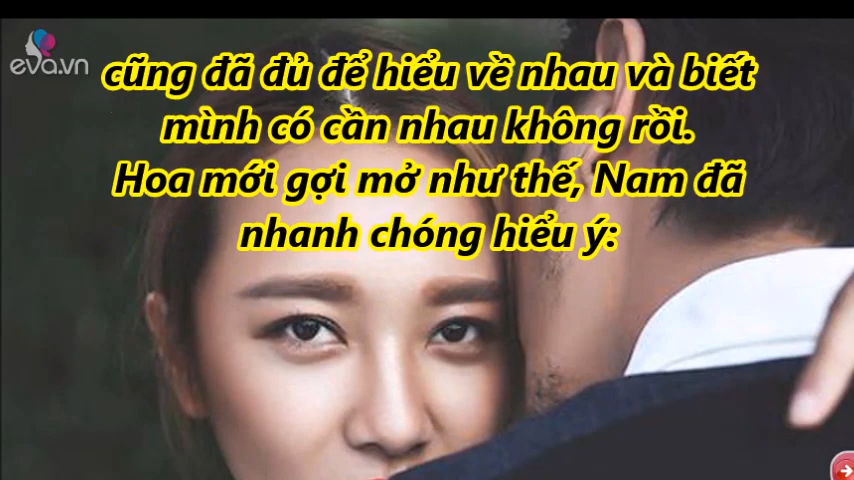 eva.vn
cũng đã đủ để hiểu về nhau và biết
mình có cần nhau không rồi.
Hoa mới gợi mở như thế, Nam đã
nhanh chóng hiểu ý: